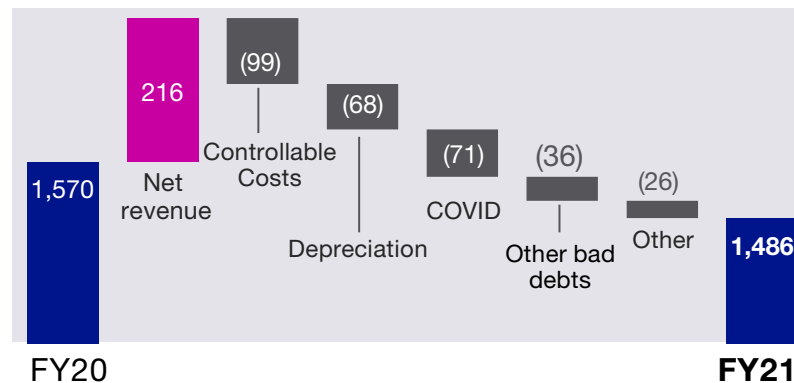 216
(99)
(68)
(71)
(36)
(26)
1,570
1,486
Net
revenue
Controllable
Costs
Depreciation
COVID
Other bad
debts
Other
FY20
FY21